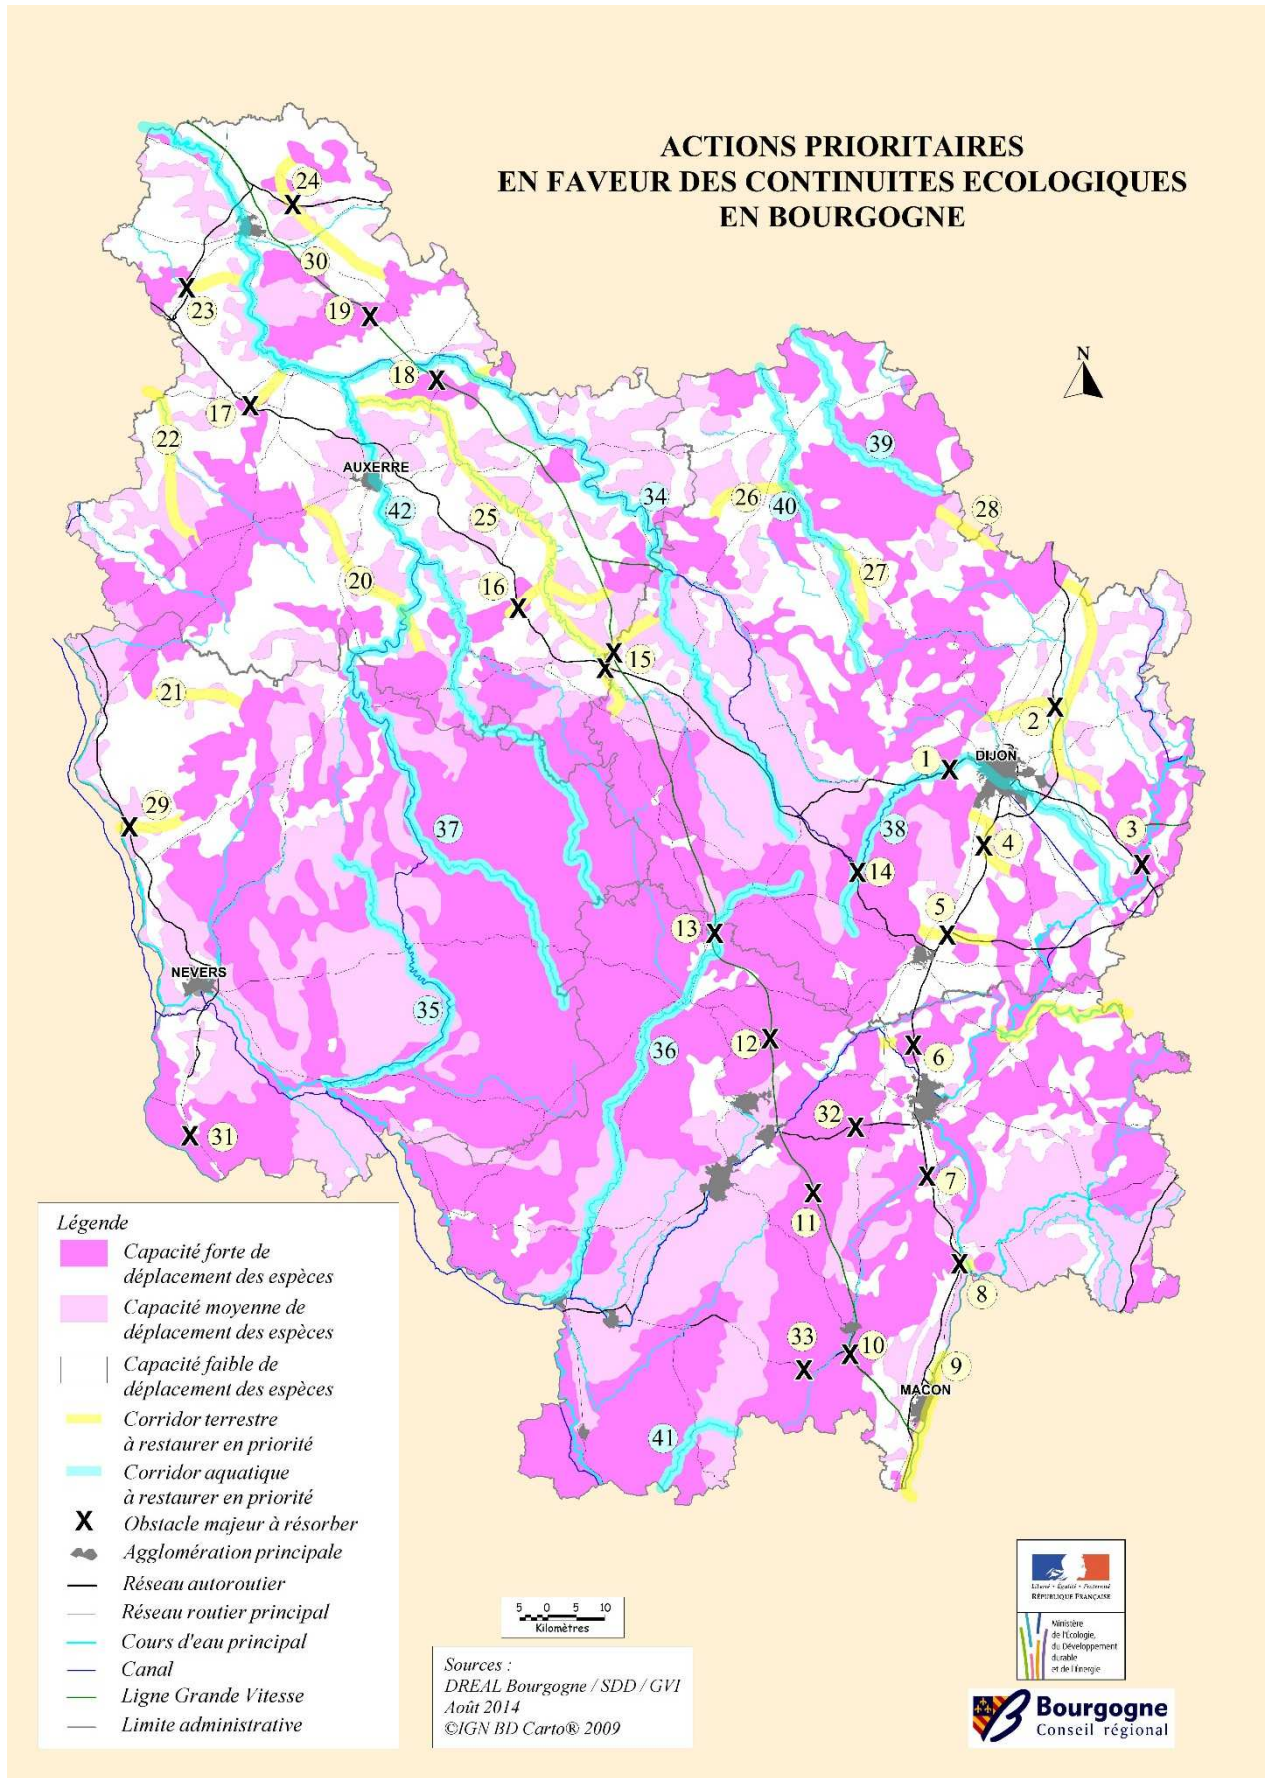 ACTIONS PRIORITAIRES
EN FAVEUR DES CONTINUITES ECOLOGIQUES
EN BOURGOGNE
N
24
30
23
19
18
17
22
AUXERRE
42
25
34
26
40
39
28
27
20
16
15
21
2
1
DIJON
29
37
38
4
3
14
5
13
NEVERS
35
36
12
6
31
32
7
11
8
33
10
9
MACON
41
Légende
Capacité forte de
déplacement des espèces
Capacité moyenne de
déplacement des espèces
Capacité faible de
déplacement des espèces
Corridor terrestre
à restaurer en priorité
Corridor aquatique
à restaurer en priorité
X Obstacle majeur à résorber
Agglomération principale
Réseau autoroutier
Réseau routier principal
Cours d'eau principal
Canal
Ligne Grande Vitesse
Limite administrative
5 0 5 10
Kilomètres
Sources :
DREAL Bourgogne / SDD / GVI
Août 2014
©IGN BD Carto® 2009
Liberté • Égalité • Fraternité
RÉPUBLIQUE FRANÇAISE
Ministère
de l'Écologie,
du Développement
durable
et de l'Énergie
Bourgogne
Conseil régional